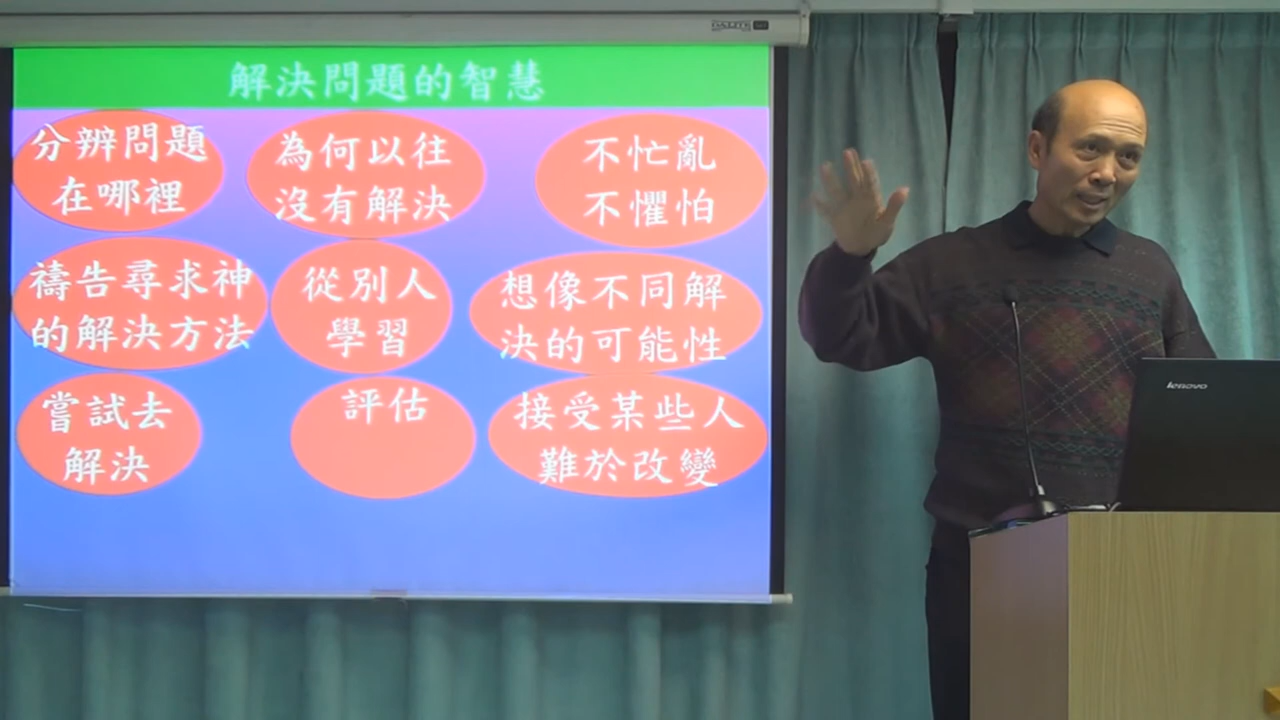 解決問題的智慧
分辨問題
在哪裡
為何以往
沒有解決
不忙亂
不懼怕
禱告尋求神
的解決方法
從別人
學習
想像不同解
決的可能性
嘗試去
解決
評估
接受某些人
難於改變
lenovo